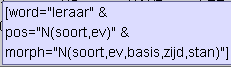 [word="leraar" &
pos="N(soort,ev)" &
morph="N(soort,ev,basis,zijd,stan)"]